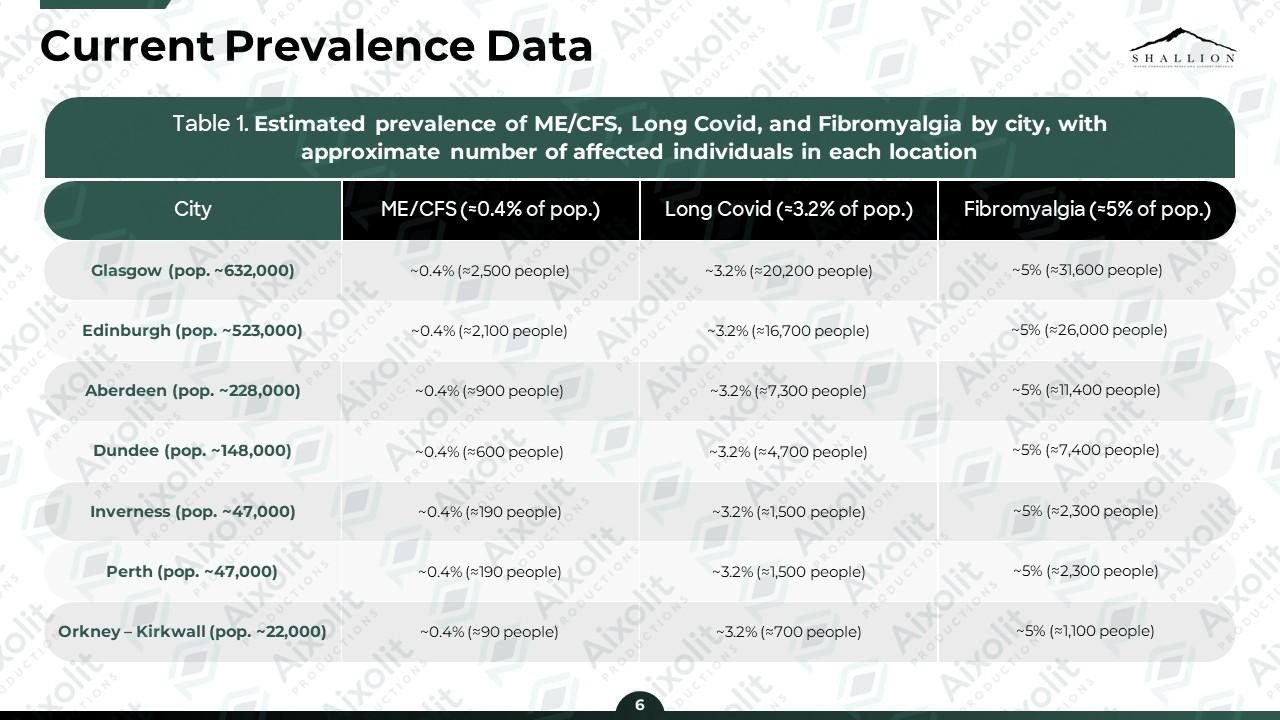 Current Prevalence Data
SHALLION
Table 1. Estimated prevalence of ME/CFS, Long Covid, and Fibromyalgia by city, with
approximate number of affected individuals in each location
City ME/CFS (≈0.4% of pop.) Long Covid (≈3.2% of pop.) Fibromyalgia (≈5% of pop.)
Glasgow (pop. ~632,000) ~0.4% (≈2,500 people) ~3.2% (≈20,200 people) ~5% (≈31,600 people)
Edinburgh (pop. ~523,000) ~0.4% (≈2,100 people) ~3.2% (≈16,700 people) ~5% (≈26,000 people)
Aberdeen (pop. ~228,000) ~0.4% (≈900 people) ~3.2% (≈7,300 people) ~5% (≈11,400 people)
Dundee (pop. ~148,000) ~0.4% (≈600 people) ~3.2% (≈4,700 people) ~5% (≈7,400 people)
Inverness (pop. ~47,000) ~0.4% (≈190 people) ~3.2% (≈1,500 people) ~5% (≈2,300 people)
Perth (pop. ~47,000) ~0.4% (≈190 people) ~3.2% (≈1,500 people) ~5% (≈2,300 people)
Orkney – Kirkwall (pop. ~22,000) ~0.4% (≈90 people) ~3.2% (≈700 people) ~5% (≈1,100 people)
6
Aixolit
PRODUCTIONS